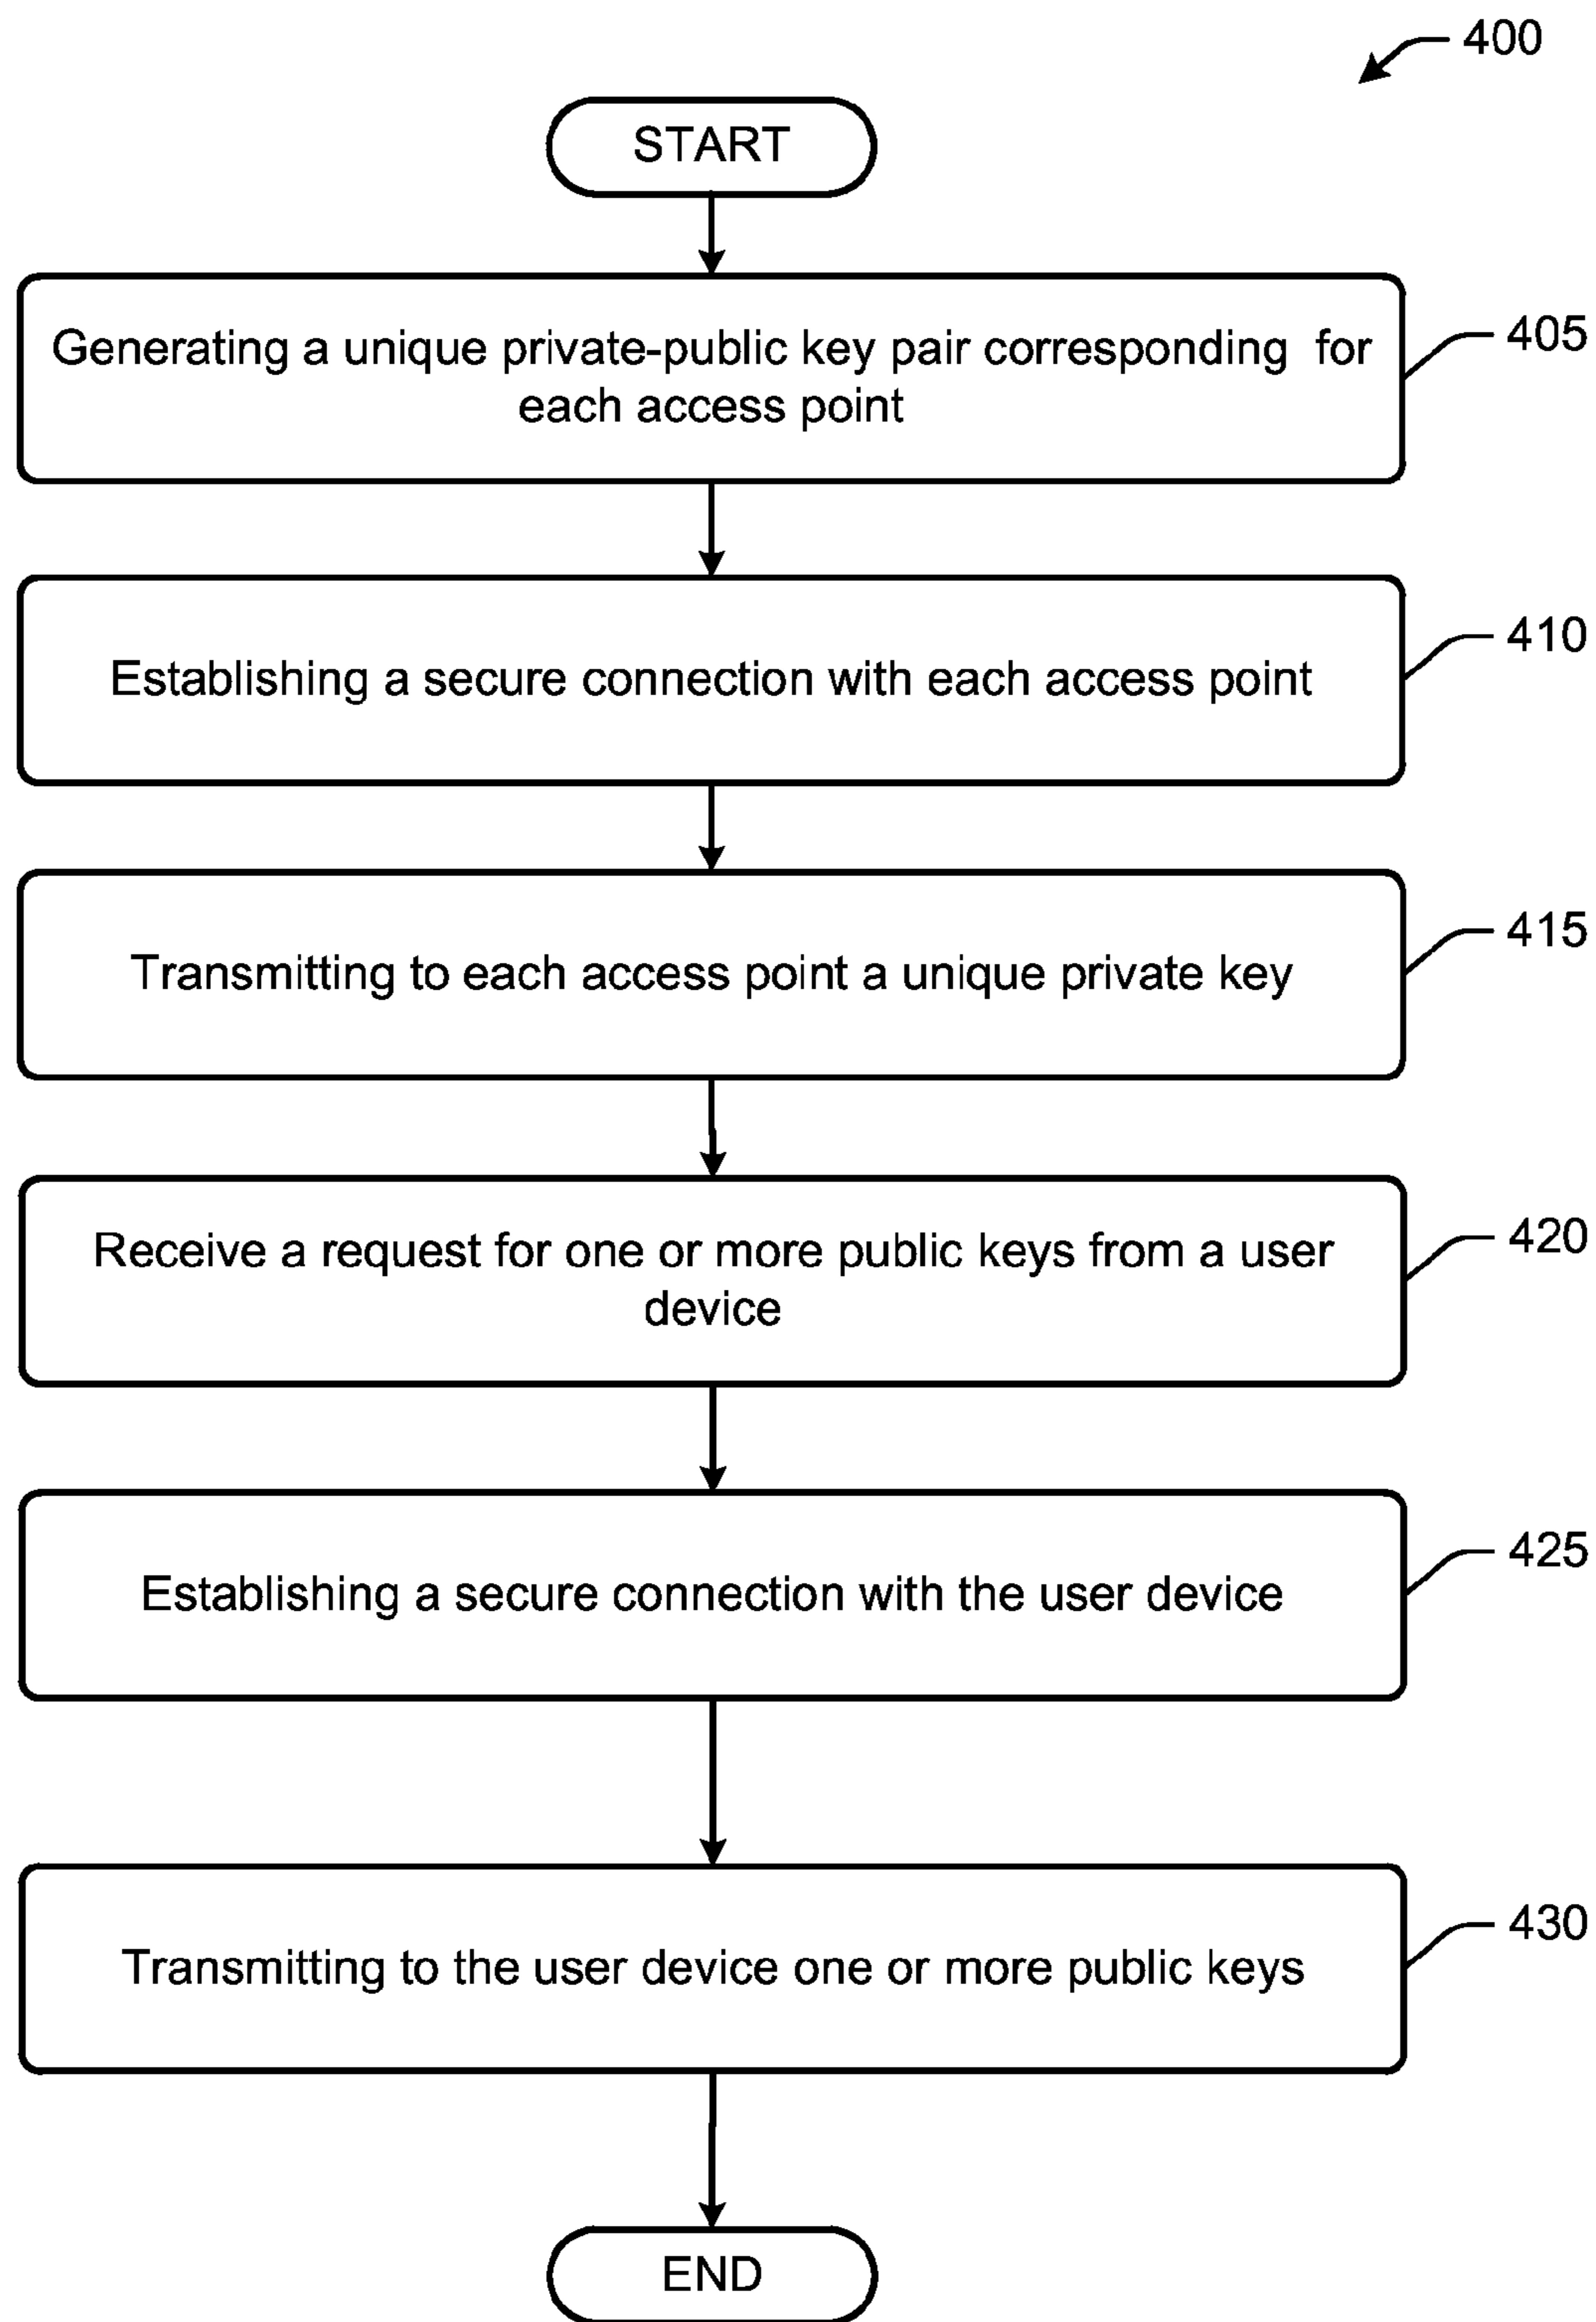 400
START
Generating a unique private-public key pair corresponding for
each access point
405
Establishing a secure connection with each access point
410
Transmitting to each access point a unique private key
415
Receive a request for one or more public keys from a user
device
420
Establishing a secure connection with the user device
425
Transmitting to the user device one or more public keys
430
END